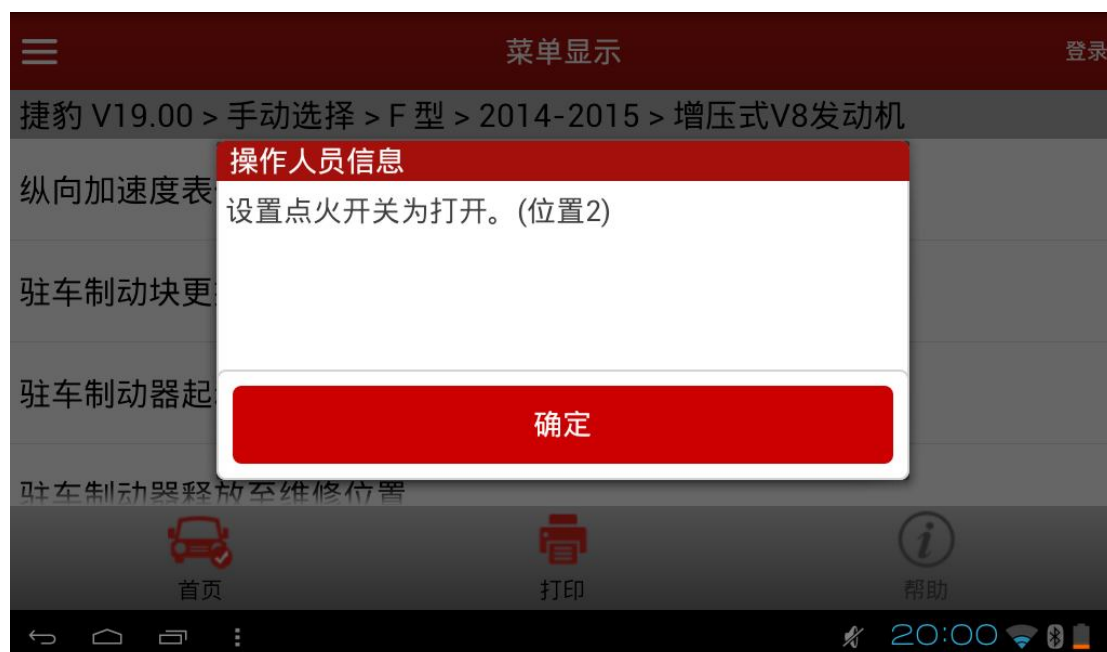 菜单显示
登录
捷豹 V19.00 > 手动选择 > F 型 > 2014-2015 > 增压式V8发动机
操作人员信息
纵向加速度表
设置点火开关为打开。(位置2)
驻车制动块更
驻车制动器起
确定
驻车制动器释放至维修位置
首页
打印
帮助
20:00